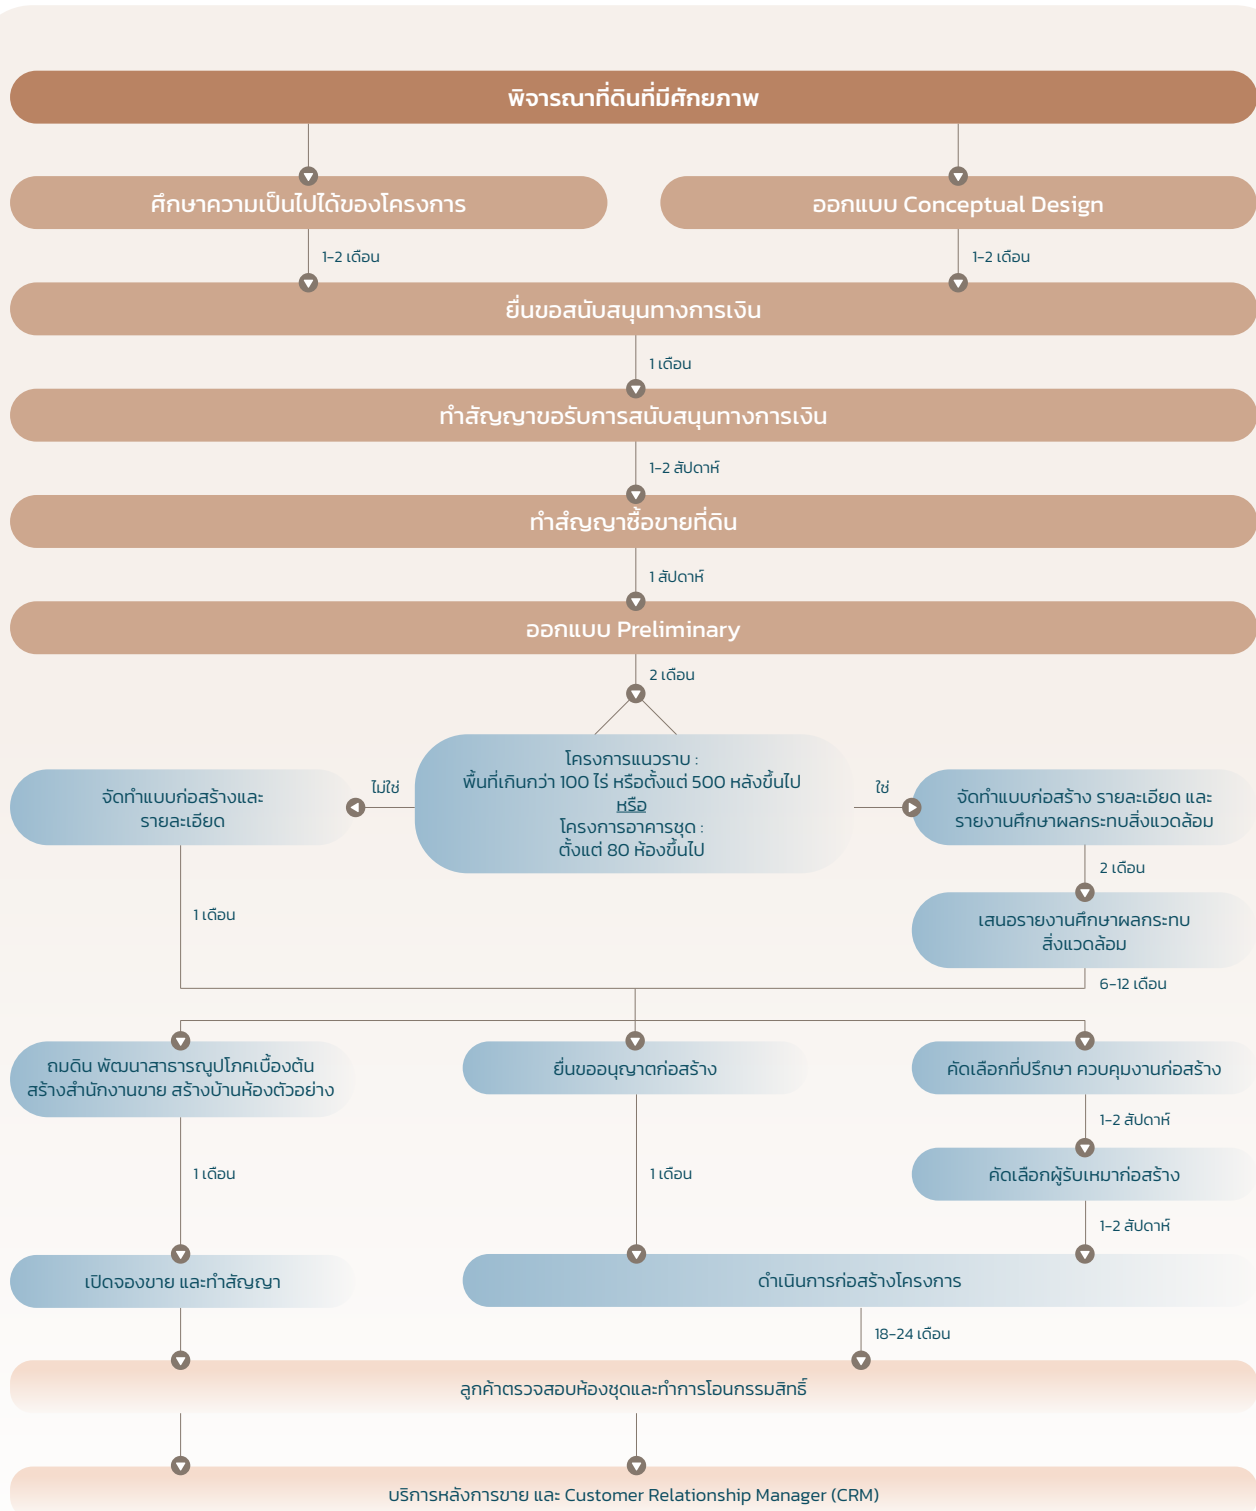 พิจารณาที่ดินที่มีศักยภาพ
ศึกษาความเป็นไปได้ของโครงการ
ออกแบบ Conceptual Design
1-2 เดือน
1-2 เดือน
ยื่นขอสนับสนุนทางการเงิน
1 เดือน
ทำสัญญาขอรับการสนับสนุนทางการเงิน
1-2 สัปดาห์
ทำสํญญาซื้อขายที่ดิน
1 สัปดาห์
ออกแบบ Preliminary
2 เดือน
โครงการแนวราบ :
พื้นที่เกินกว่า 100 ไร่ หรือตั้งแต่ 500 หลังขึ้นไป
หรือ
โครงการอาคารชุด :
ตั้งแต่ 80 ห้องขึ้นไป
ไม่ใช่
ใช่
จัดทำแบบก่อสร้างและ
รายละเอียด
จัดทำแบบก่อสร้าง รายละเอียด และ
รายงานศึกษาผลกระทบสิ่งแวดล้อม
2 เดือน
1 เดือน
เสนอรายงานศึกษาผลกระทบ
สิ่งแวดล้อม
6-12 เดือน
ถมดิน พัฒนาสาธารณูปโภคเบื้องต้น
สร้างสำนักงานขาย สร้างบ้านห้องตัวอย่าง
ยื่นขออนุญาตก่อสร้าง
คัดเลือกที่ปรึกษา ควบคุมงานก่อสร้าง
1-2 สัปดาห์
1 เดือน
1 เดือน
คัดเลือกผู้รับเหมาก่อสร้าง
1-2 สัปดาห์
เปิดจองขาย และทำสัญญา
ดำเนินการก่อสร้างโครงการ
18-24 เดือน
ลูกค้าตรวจสอบห้องชุดและทำการโอนกรรมสิทธิ์
บริการหลังการขาย และ Customer Relationship Manager (CRM)